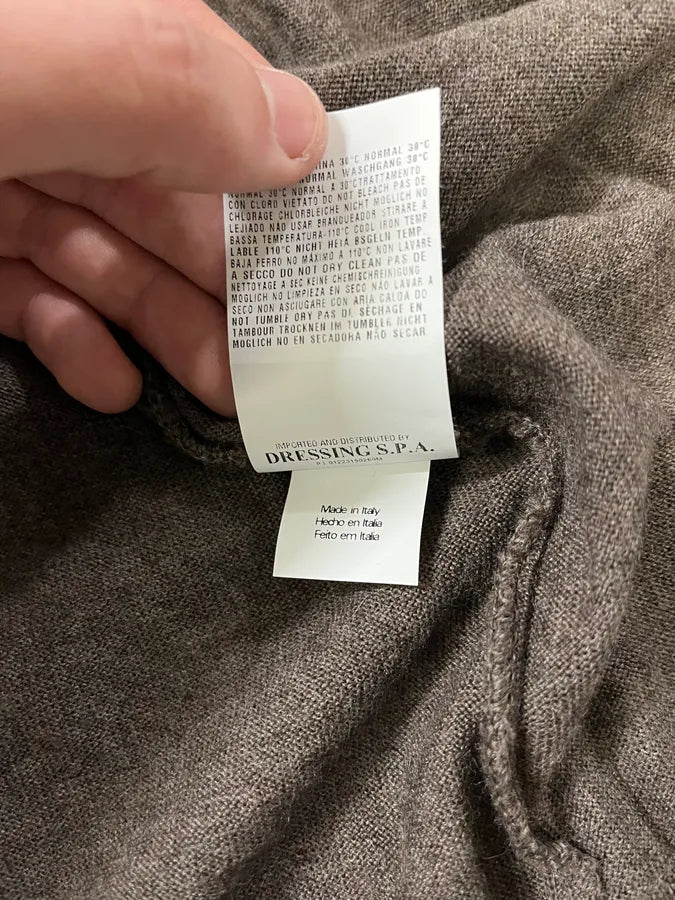 30°C NORMAL 30°C
NORMAL WASCHGANG 30°C
NORMAL 30°C NORMAL A 30°CTRATTAMENTO
CON CLORO VIETATO DO NOT BLEACH PAS DE
CHLORAGE CHLORBLEICHE NICHT MOGLICH NO
LEJIADO NÃO USAR BRANQUEADOR STIRARE A
BASSA TEMPERATURA-110°C COOL IRON TEMP
LABLE 110°C NICHT HEIA BSGELN TEMP.
BAJA FERRO NO MÁXIMO A 110°C NON LAVARE
A SECCO DO NOT DRY CLEAN PAS DE
NETTOYAGE A SEC KEINE CHEMISCHREINIGUNG
MOGLICH NO LIMPIEZA EN SECO NÃO LAVAR A
SECO NON ASCIUGARE CON ARIA CALDA DO
NOT TUMBLE DRY PAS DE SÉCHAGE EN
TAMBOUR TROCKNEN IM TUMBLER NICHT
MOGLICH NO EN SECADORA NÃO SECAR.
IMPORTED AND DISTRIBUTED BY
DRESSING S.P.A.
Made in Italy
Hecho en Italia
Feito em Italia